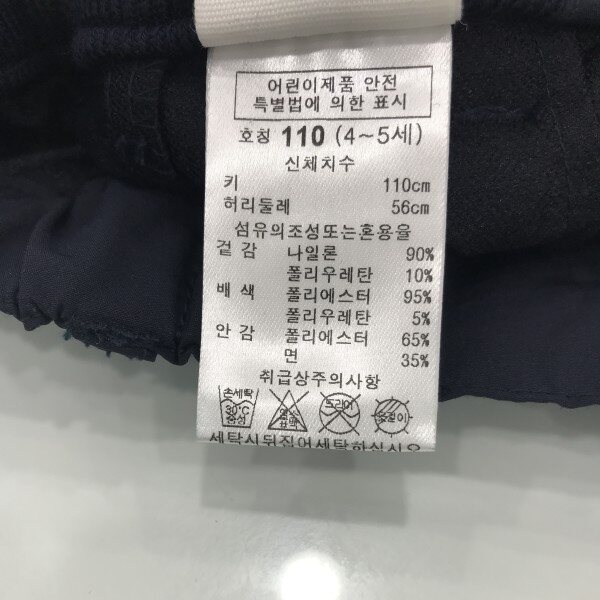 어린이제품 안전
특별법에 의한 표시
호칭 110 (4~5세)
신체치수
키 110cm
허리둘레 56cm
섬유의조성또는혼용율
겉 감 나일론 90%
폴리우레탄 10%
배 색 폴리에스터 95%
폴리우레탄 5%
안 감 폴리에스터 65%
면 35%
취급상주의사항
손세탁 30℃ 중성 염소 표백 드라이
세탁시뒤집어세탁하십시오